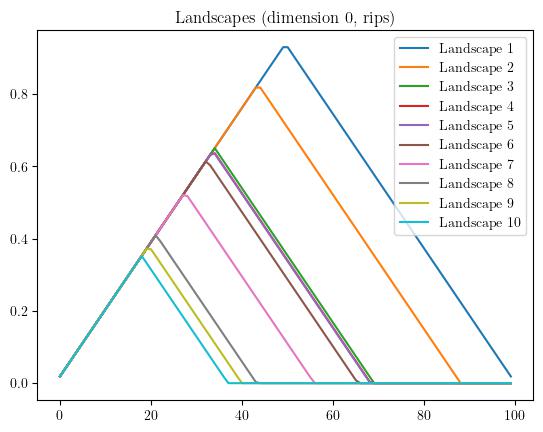 Landscapes (dimension 0, rips)
Landscape 1
Landscape 2
Landscape 3
Landscape 4
Landscape 5
Landscape 6
Landscape 7
Landscape 8
Landscape 9
Landscape 10
0.8
0.6
0.4
0.2
0.0
0 20 40 60 80 100